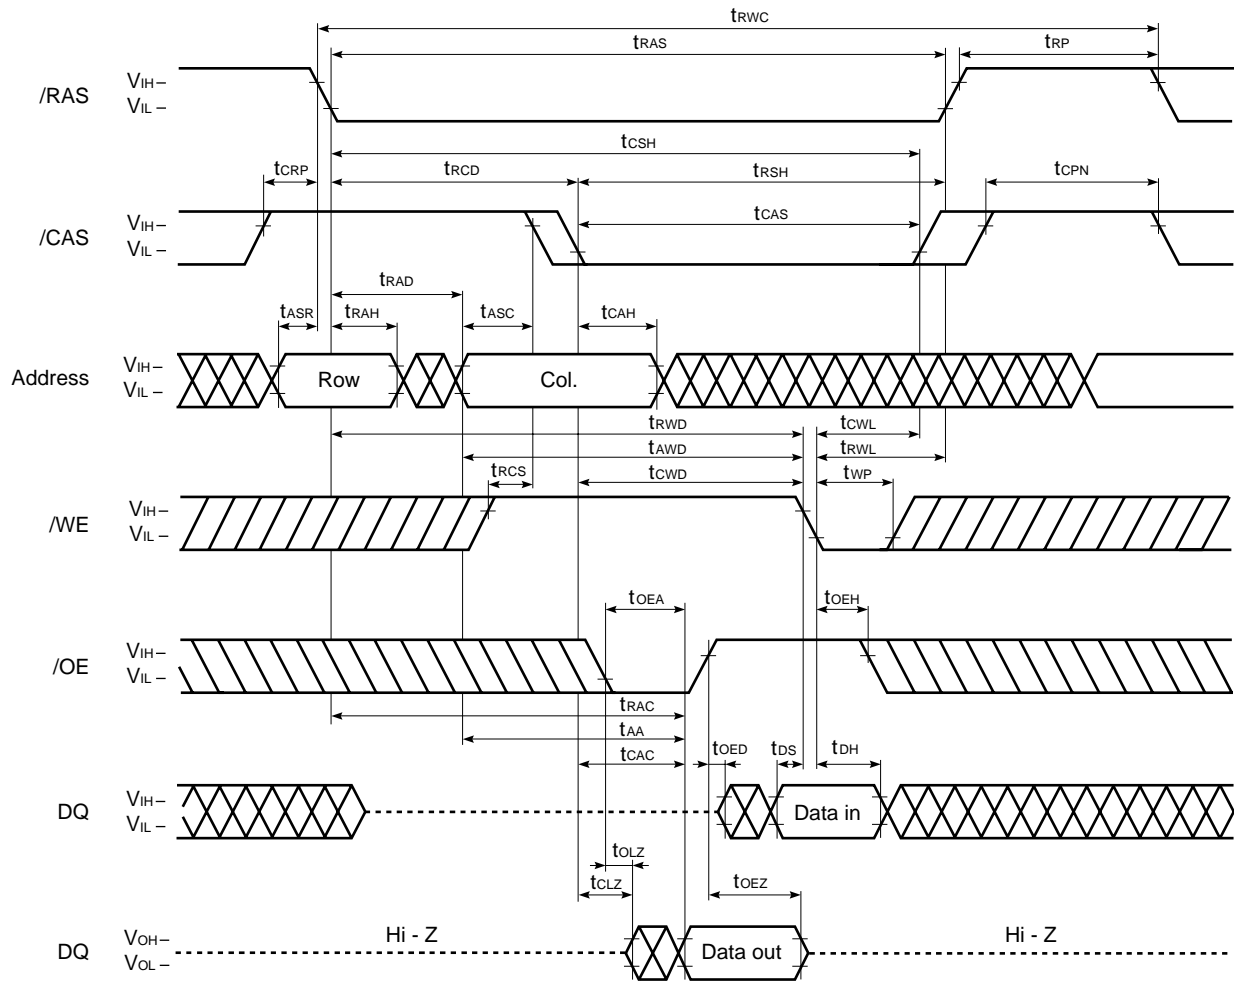 tRWC
tRAS
tRP
/RAS
VIH –
VIL –
tCSH
tCRP
tRCD
tRSH
tCPN
/CAS
VIH –
VIL –
tCAS
tRAD
tASR
tRAH
tASC
tCAH
Address
VIH –
VIL –
Row
Col.
tRWD
tCWL
tAWD
tRWL
tRCS
tCWD
tWP
/WE
VIH –
VIL –
tOEA
tOEH
/OE
VIH –
VIL –
tRAC
tAA
tCAC
tOED
tDS
tDH
DQ
VIH –
VIL –
Data in
tOLZ
tCLZ
tOEZ
DQ
VOH –
VOL –
Hi - Z
Data out
Hi - Z